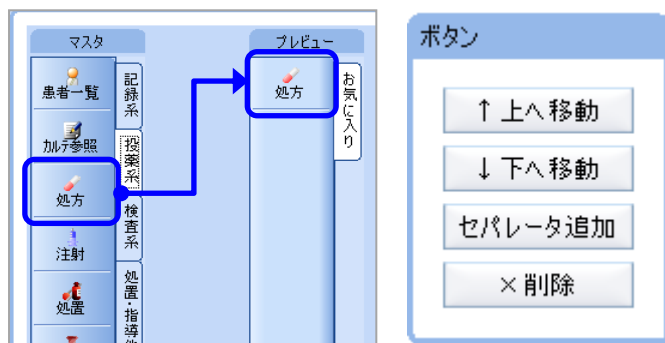 マスタ
患者一覧
カルテ参照
処方
注射
処置
記録系
投薬系
検査系
処置・指導他
プレビュー
処方
お気に入り
ボタン
↑ 上へ移動
↓ 下へ移動
セパレータ追加
×削除